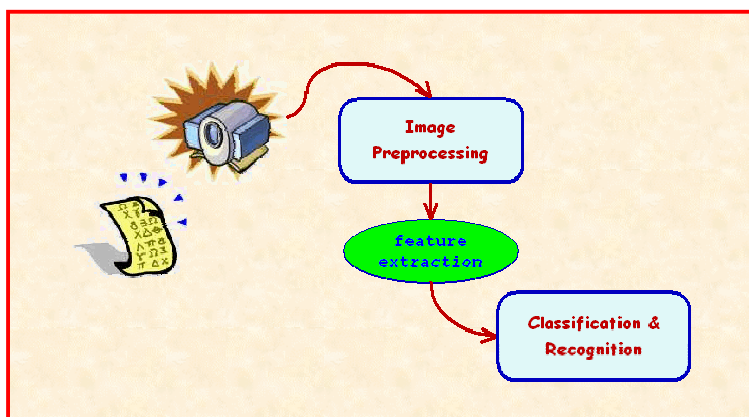 Image
Preprocessing
feature
extraction
Classification &
Recognition